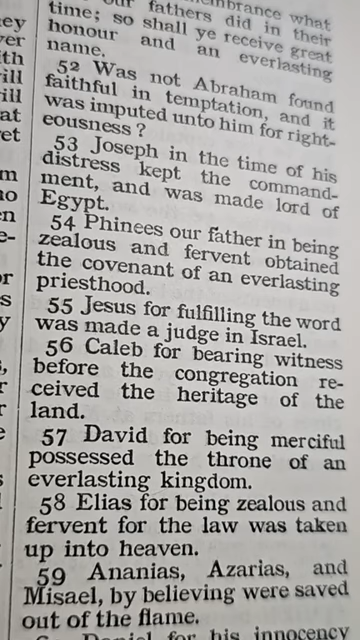 our fathers did in their
time; so shall ye receive great
honour and an everlasting
name.
52 Was not Abraham found
faithful in temptation, and it
was imputed unto him for right-
eousness?
53 Joseph in the time of his
distress kept the command-
ment, and was made lord of
Egypt.
54 Phinees our father in being
zealous and fervent obtained
the covenant of an everlasting
priesthood.
55 Jesus for fulfilling the word
was made a judge in Israel.
56 Caleb for bearing witness
before the congregation re-
ceived the heritage of the
land.
57 David for being merciful
possessed the throne of an
everlasting kingdom.
58 Elias for being zealous and
fervent for the law was taken
up into heaven.
59 Ananias, Azarias, and
Misael, by believing were saved
out of the flame.
Daniel for his innocency